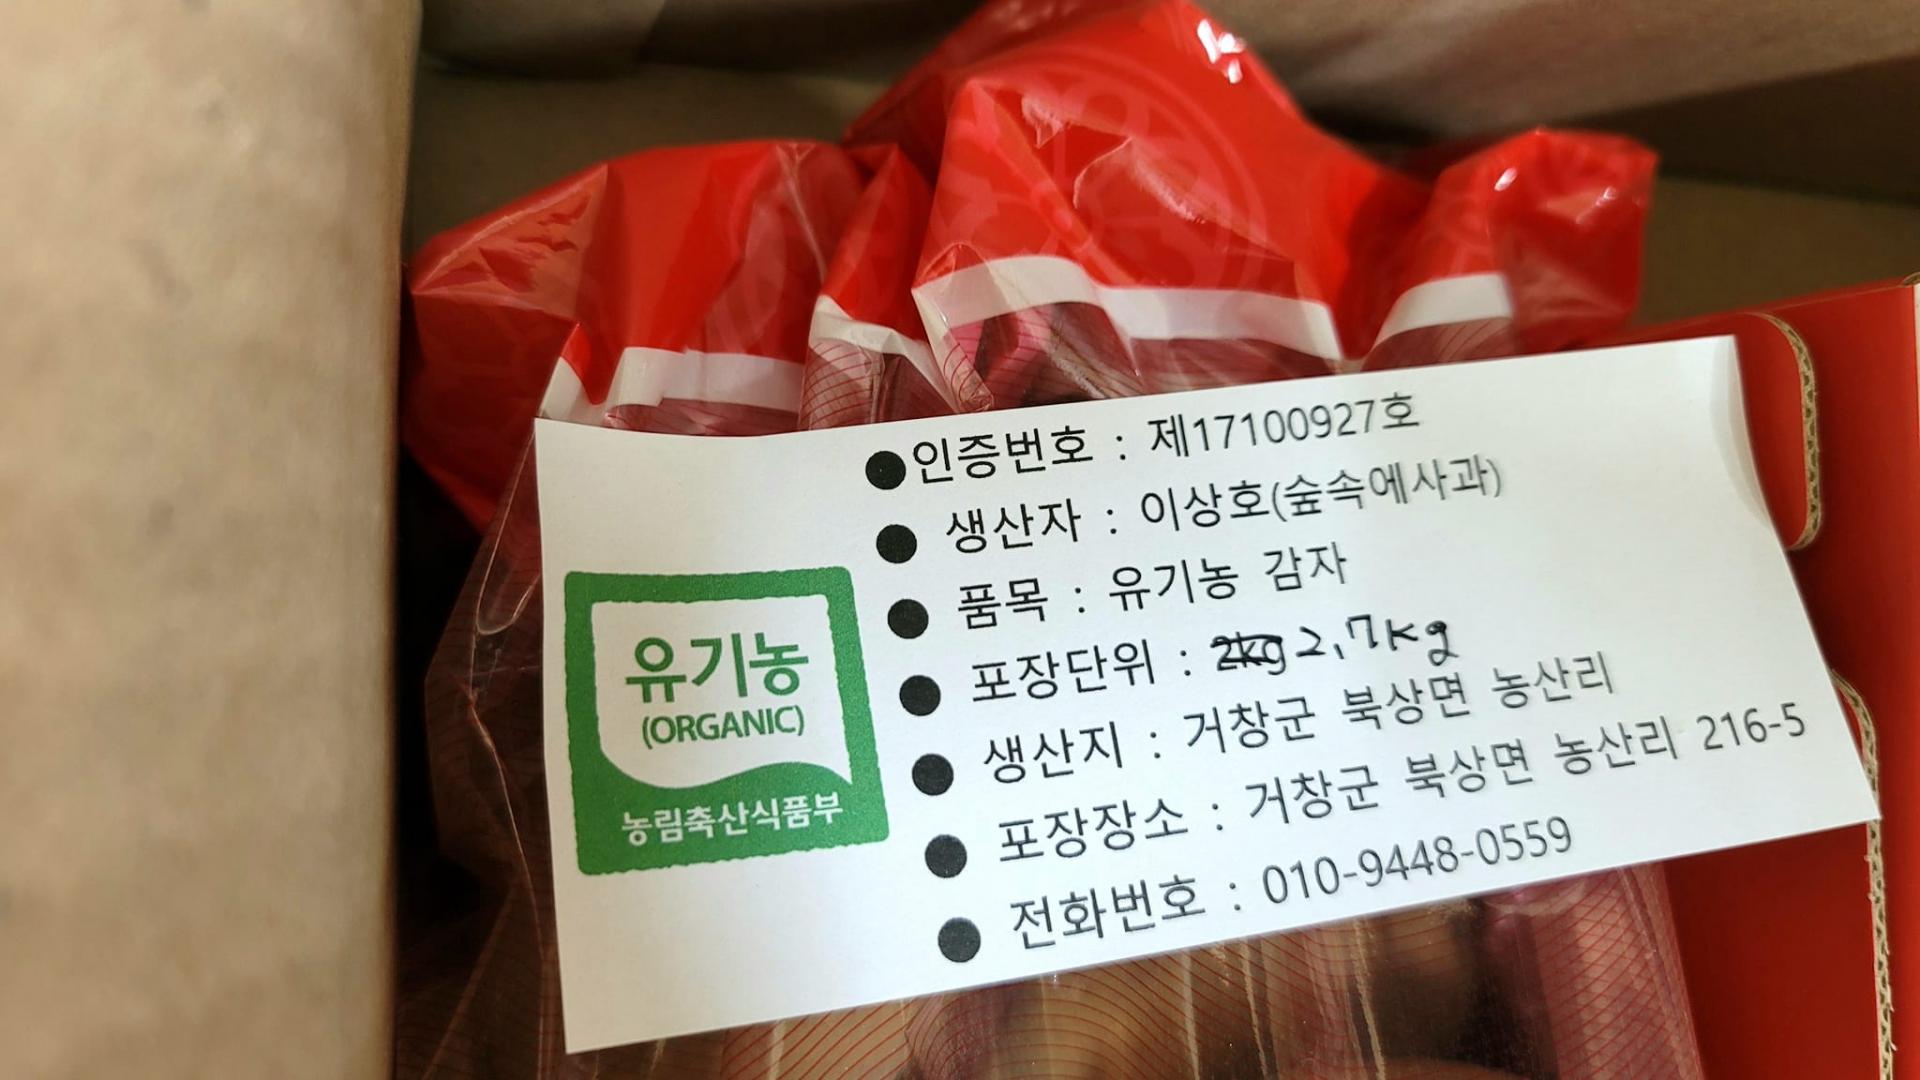 ●인증번호 : 제17100927호
● 생산자 : 이상호(숲속에사과)
● 품목 : 유기농 감자
● 포장단위 : 2kg 2.7Kg
● 생산지 : 거창군 북상면 농산리
● 포장장소 : 거창군 북상면 농산리 216-5
● 전화번호 : 010-9448-0559
유기농
(ORGANIC)
농림축산식품부